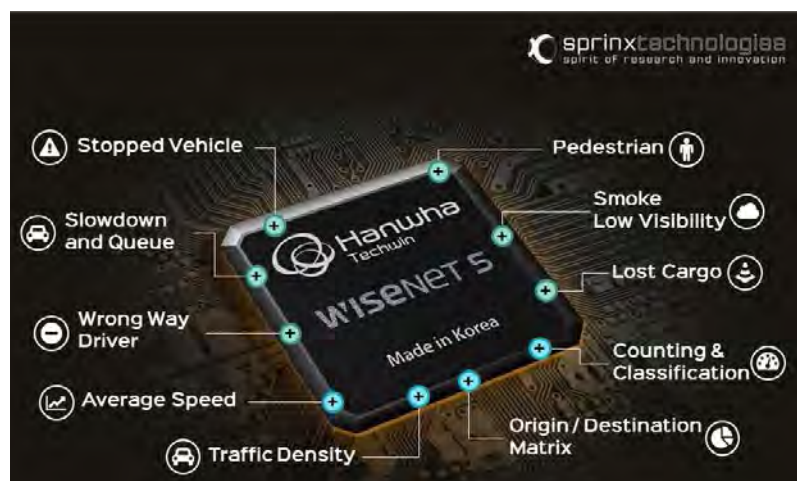 sprinxtechnologies
spirit of research and innovation
Stopped Vehicle
Pedestrian
Slowdown
and Queue
Smoke
Low Visibility
Hanwha
Techwin
WISENET 5
Made in Korea
Lost Cargo
Wrong Way
Driver
Counting &
Classification
Average Speed
Origin / Destination
Matrix
Traffic Density